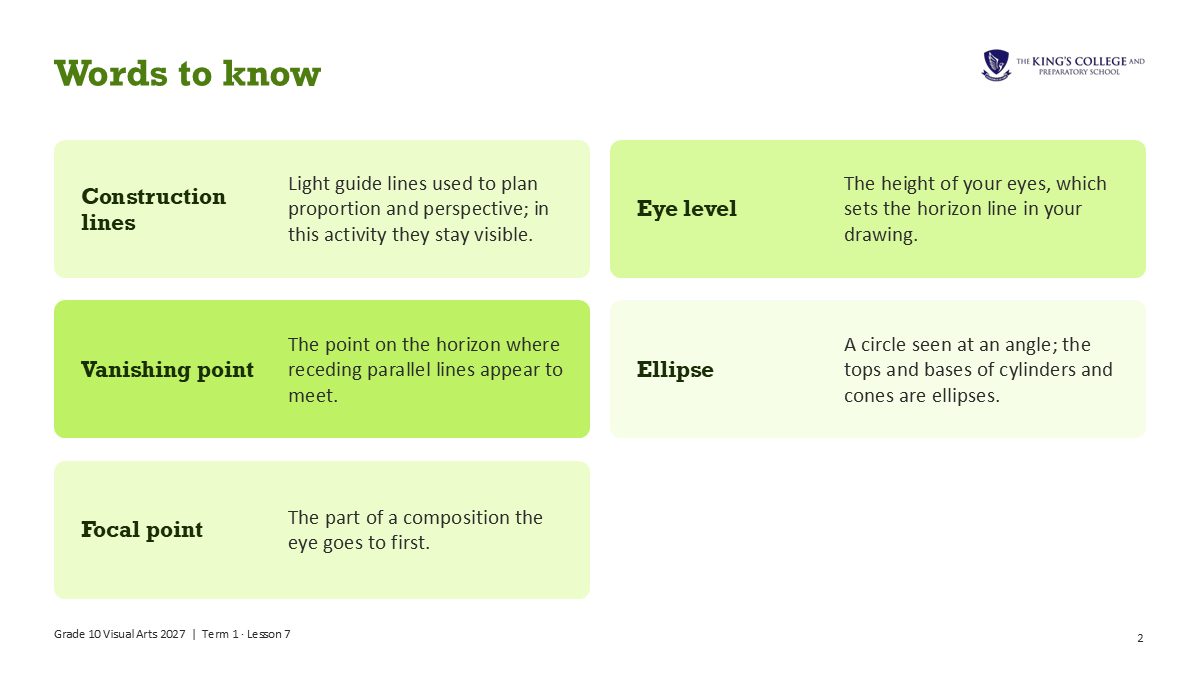 Words to know
THE KING'S COLLEGE AND
PREPARATORY SCHOOL
Construction
lines
Light guide lines used to plan
proportion and perspective; in
this activity they stay visible.
Eye level
The height of your eyes, which
sets the horizon line in your
drawing.
Vanishing point
The point on the horizon where
receding parallel lines appear to
meet.
Ellipse
A circle seen at an angle; the
tops and bases of cylinders and
cones are ellipses.
Focal point
The part of a composition the
eye goes to first.
Grade 10 Visual Arts 2027 | Term 1 · Lesson 7
2